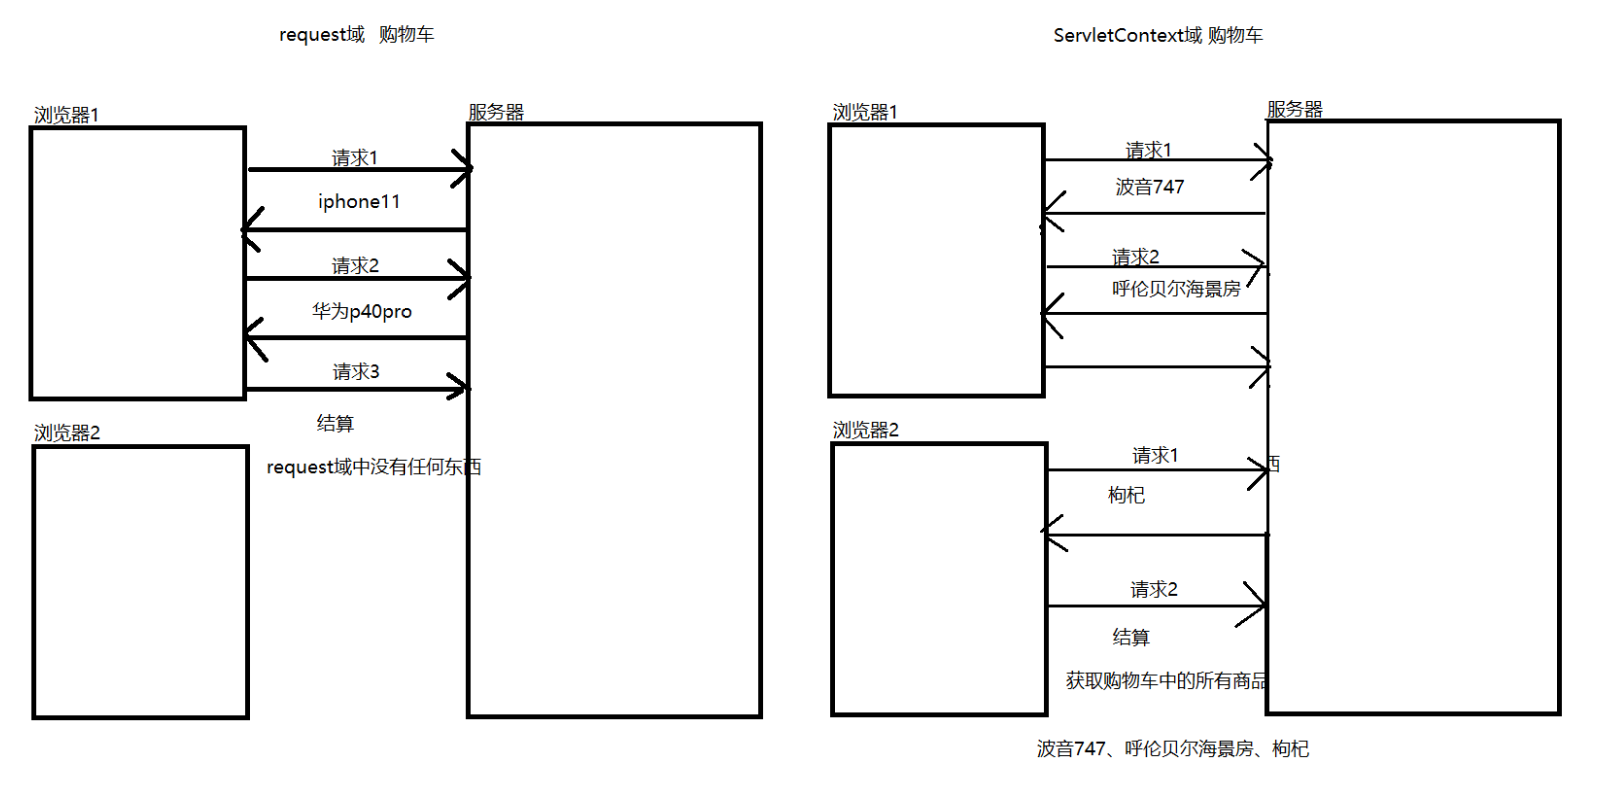 request域 购物车
浏览器1
服务器
请求1
iphone11
请求2
华为p40pro
请求3
结算
浏览器2
request域中没有任何东西
ServletContext域 购物车
浏览器1
服务器
请求1
波音747
请求2
呼伦贝尔海景房
浏览器2
请求1
西
枸杞
请求2
结算
获取购物车中的所有商品
波音747、呼伦贝尔海景房、枸杞